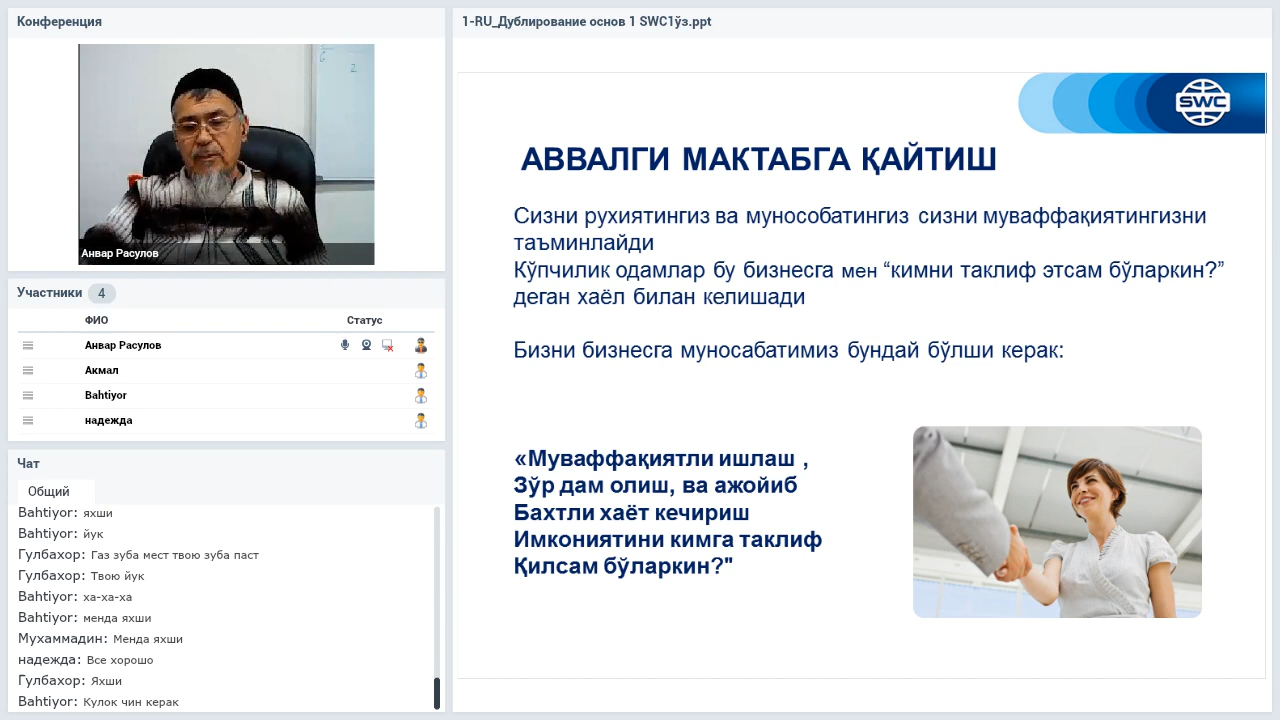 Конференция
Анвар Расулов
Участники 4
ФИО Статус
Анвар Расулов
Акмал
Bahtiyor
надежда
Чат
Общий
Bahtiyor: яхши
Bahtiyor: йук
Гулбахор: Газ зуба мест твою зуба паст
Гулбахор: Твою йук
Bahtiyor: ха-ха-ха
Bahtiyor: менда яхши
Мухаммадин: Менда яхши
надежда: Все хорошо
Гулбахор: Яхши
Bahtiyor: Кулок чин керак
1-RU_Дублирование основ 1 SWC1ўз.ppt
SWC
АВВАЛГИ МАКТАБГА ҚАЙТИШ
Сизни рухиятингиз ва муносоbatингиз сизни муваффақиятингизни
таъминлайди
Кўпчилик одамлар бу бизнесга мен “кимни таклиф этсам бўларкин?”
деган хаёл билан келишади
Бизни бизнесга муносабатимиз бундай бўлши керак:
«Муваффақиятли ишлаш ,
Зўр дам олиш, ва ажойиб
Бахтли хаёт кечириш
Имкониятини кимга таклиф
Қилсам бўларкин?"